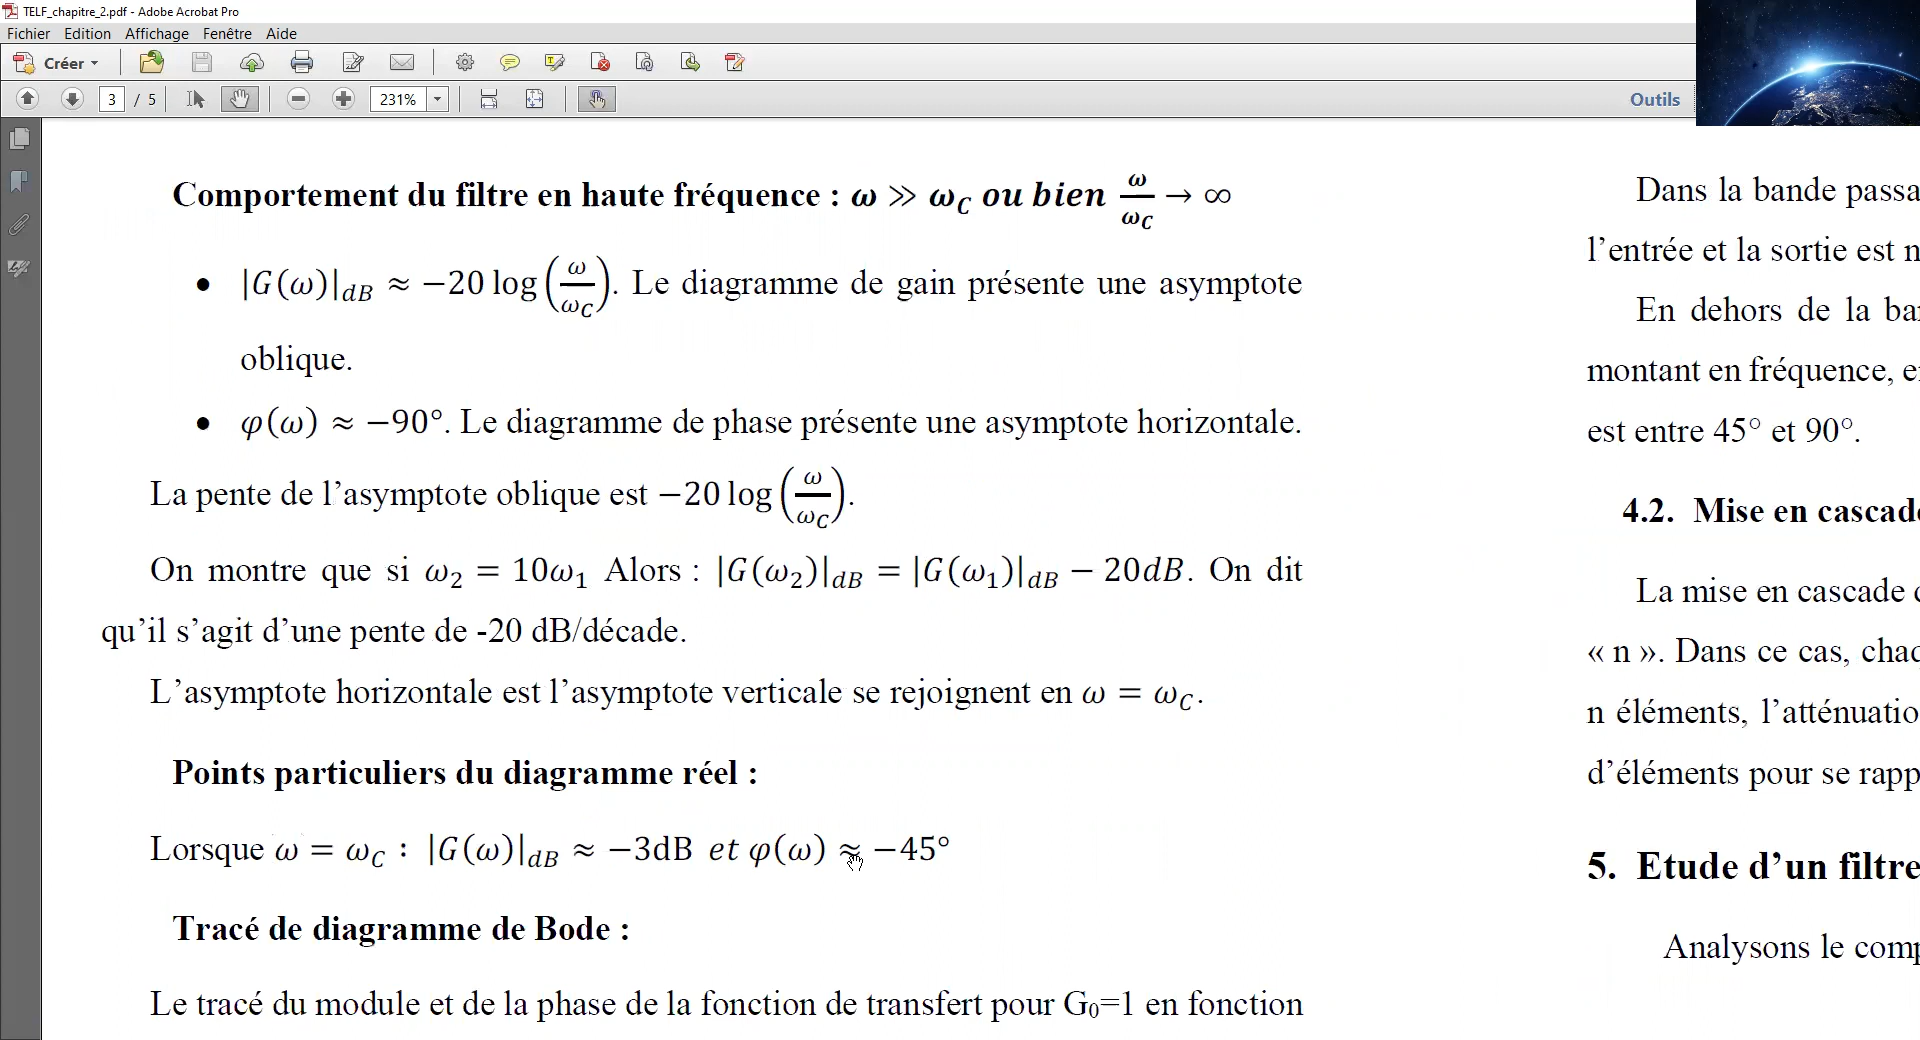 TELF_chapitre_2.pdf - Adobe Acrobat Pro
Fichier Edition Affichage Fenêtre Aide
Créer
3 / 5 231% Outils
Comportement du filtre en haute fréquence : ω ≫ ω_C ou bien ω/ω_C → ∞
• |G(ω)|_dB ≈ −20 log(ω/ω_C). Le diagramme de gain présente une asymptote
oblique.
• φ(ω) ≈ −90°. Le diagramme de phase présente une asymptote horizontale.
La pente de l’asymptote oblique est −20 log(ω/ω_C).
On montre que si ω_2 = 10ω_1 Alors : |G(ω_2)|_dB = |G(ω_1)|_dB − 20dB. On dit
qu’il s’agit d’une pente de -20 dB/décade.
L’asymptote horizontale est l’asymptote verticale se rejoignent en ω = ω_C.
Points particuliers du diagramme réel :
Lorsque ω = ω_C : |G(ω)|_dB ≈ −3dB et φ(ω) ≈ −45°
Tracé de diagramme de Bode :
Le tracé du module et de la phase de la fonction de transfert pour G₀=1 en fonction
Dans la bande passa
l’entrée et la sortie est n
En dehors de la ba
montant en fréquence, e
est entre 45° et 90°.
4.2. Mise en cascade
La mise en cascade
« n ». Dans ce cas, chaq
n éléments, l’atténuatio
d’éléments pour se rapp
5. Etude d’un filtre
Analysons le comp